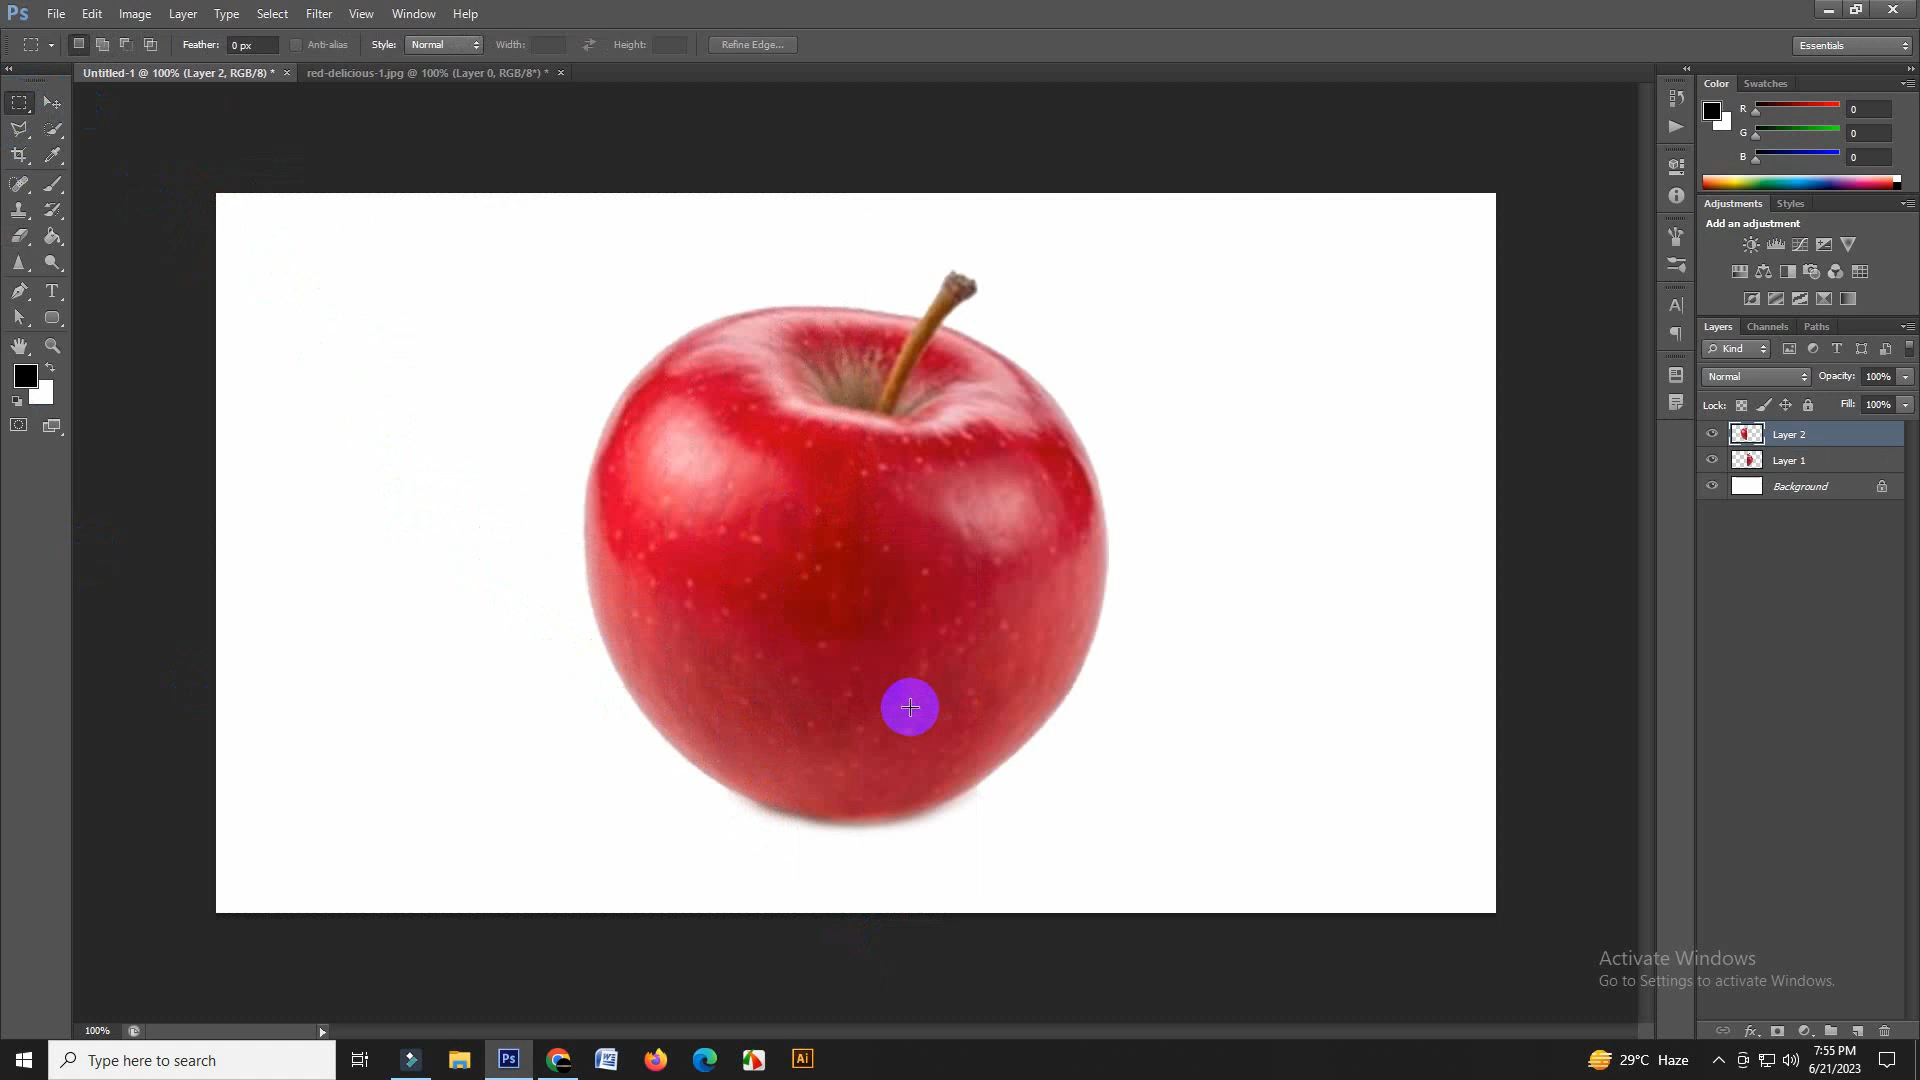 Ps File Edit Image Layer Type Select Filter View Window Help
Feather: 0 px Anti-alias Style: Normal Width: Height: Refine Edge... Essentials
Untitled-1 @ 100% (Layer 2, RGB/8) * × red-delicious-1.jpg @ 100% (Layer 0, RGB/8*) * ×
Color Swatches
R 0
G 0
B 0
Adjustments Styles
Add an adjustment
Layers Channels Paths
Kind
Normal Opacity: 100%
Lock: Fill: 100%
Layer 2
Layer 1
Background
Activate Windows
Go to Settings to activate Windows.
100%
Type here to search
Ps
Ai
29°C Haze
7:55 PM
6/21/2023